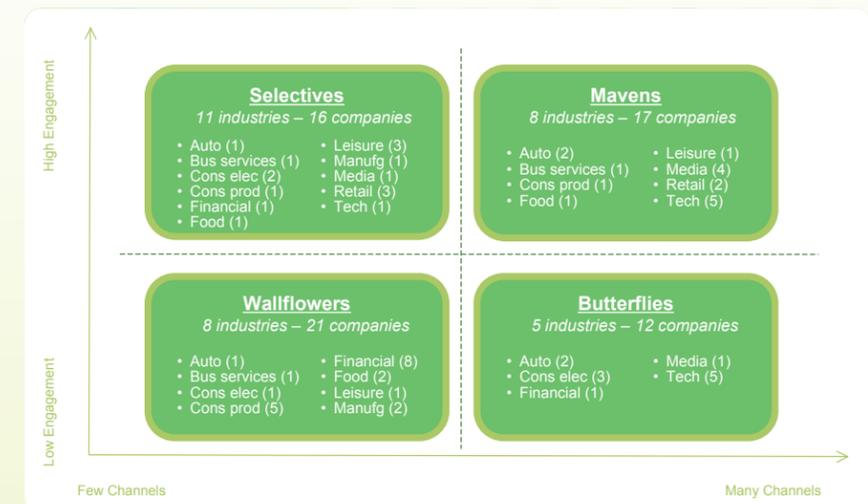 High Engagement
Selectives
11 industries – 16 companies
• Auto (1)
• Bus services (1)
• Cons elec (2)
• Cons prod (1)
• Financial (1)
• Food (1)
• Leisure (3)
• Manufg (1)
• Media (1)
• Retail (3)
• Tech (1)
Mavens
8 industries – 17 companies
• Auto (2)
• Bus services (1)
• Cons prod (1)
• Food (1)
• Leisure (1)
• Media (4)
• Retail (2)
• Tech (5)
Low Engagement
Wallflowers
8 industries – 21 companies
• Auto (1)
• Bus services (1)
• Cons elec (1)
• Cons prod (5)
• Financial (8)
• Food (2)
• Leisure (1)
• Manufg (2)
Butterflies
5 industries – 12 companies
• Auto (2)
• Cons elec (3)
• Financial (1)
• Media (1)
• Tech (5)
Few Channels
Many Channels